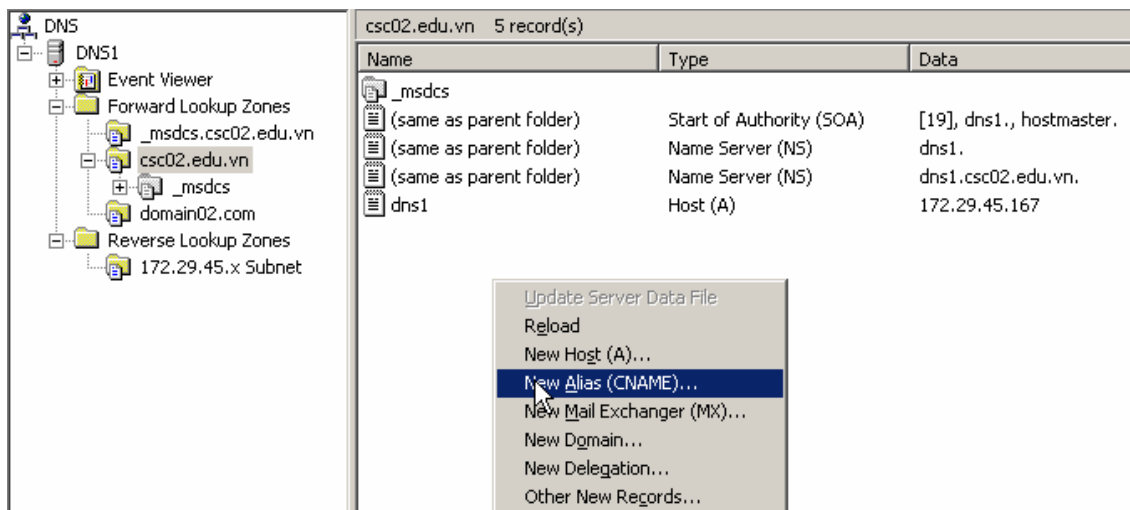 DNS
DNS1
Event Viewer
Forward Lookup Zones
_msdcs.csc02.edu.vn
csc02.edu.vn
_msdcs
domain02.com
Reverse Lookup Zones
172.29.45.x Subnet
csc02.edu.vn 5 record(s)
Name Type Data
_msdcs
(same as parent folder) Start of Authority (SOA) [19], dns1., hostmaster.
(same as parent folder) Name Server (NS) dns1.
(same as parent folder) Name Server (NS) dns1.csc02.edu.vn.
dns1 Host (A) 172.29.45.167
Update Server Data File
Reload
New Host (A)...
New Alias (CNAME)...
New Mail Exchanger (MX)...
New Domain...
New Delegation...
Other New Records...